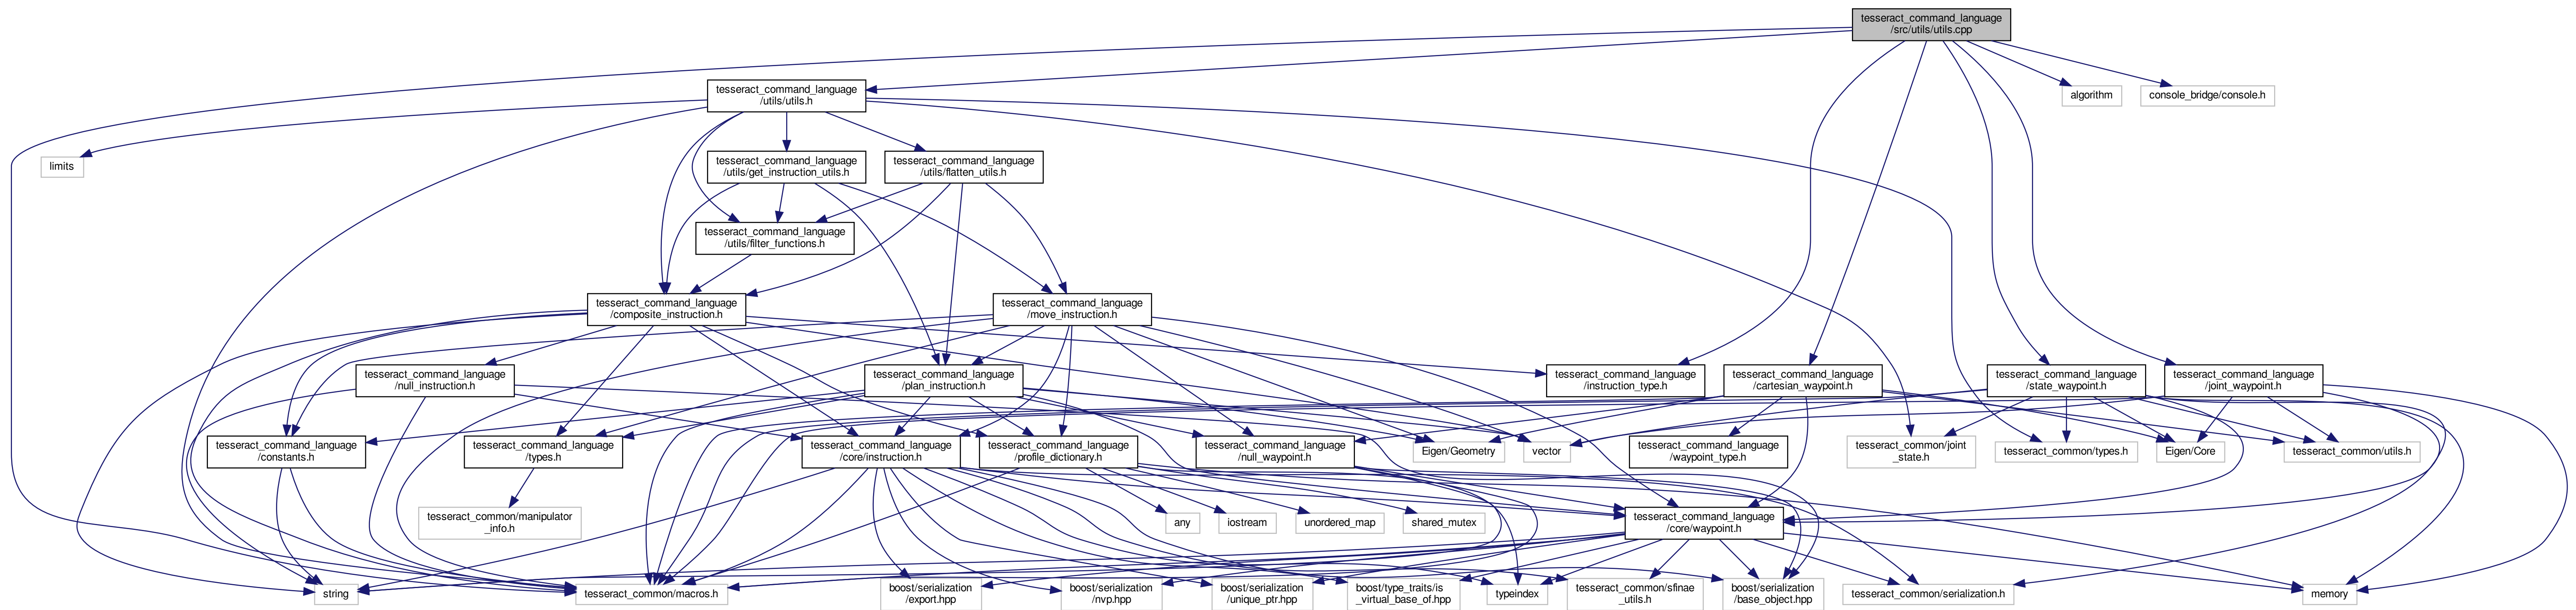 tesseract_command_language
/src/utils/utils.cpp
tesseract_command_language
/utils/utils.h
algorithm
console_bridge/console.h
limits
tesseract_command_language
/utils/get_instruction_utils.h
tesseract_command_language
/utils/flatten_utils.h
tesseract_command_language
/utils/filter_functions.h
tesseract_command_language
/composite_instruction.h
tesseract_command_language
/move_instruction.h
tesseract_command_language
/null_instruction.h
tesseract_command_language
/plan_instruction.h
tesseract_command_language
/instruction_type.h
tesseract_command_language
/cartesian_waypoint.h
tesseract_command_language
/state_waypoint.h
tesseract_command_language
/joint_waypoint.h
tesseract_command_language
/constants.h
tesseract_command_language
/types.h
tesseract_command_language
/core/instruction.h
tesseract_command_language
/profile_dictionary.h
tesseract_command_language
/null_waypoint.h
Eigen/Geometry
vector
tesseract_command_language
/waypoint_type.h
tesseract_common/joint
_state.h
tesseract_common/types.h
Eigen/Core
tesseract_common/utils.h
tesseract_common/manipulator
_info.h
any
iostream
unordered_map
shared_mutex
tesseract_command_language
/core/waypoint.h
string
tesseract_common/macros.h
boost/serialization
/export.hpp
boost/serialization
/nvp.hpp
boost/serialization
/unique_ptr.hpp
boost/type_traits/is
_virtual_base_of.hpp
typeindex
tesseract_common/sfinae
_utils.h
boost/serialization
/base_object.hpp
tesseract_common/serialization.h
memory